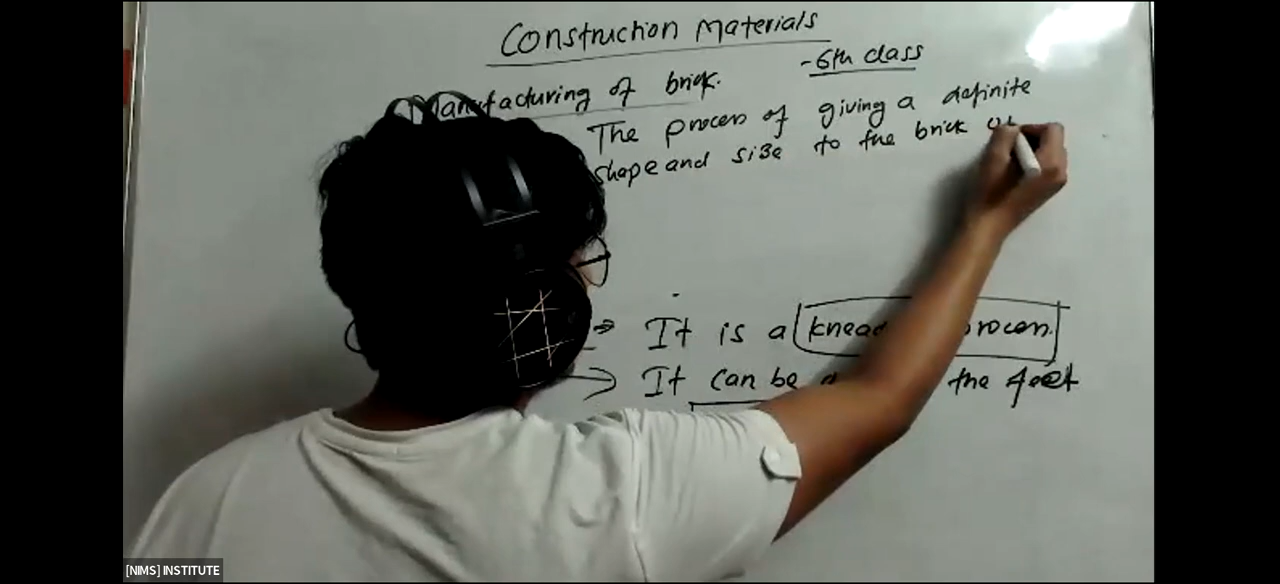 Construction Materials
-6th class
Manufacturing of brick.
The process of giving a definite
shape and size to the brick
It is a
It can be the feet
[NIMS] INSTITUTE